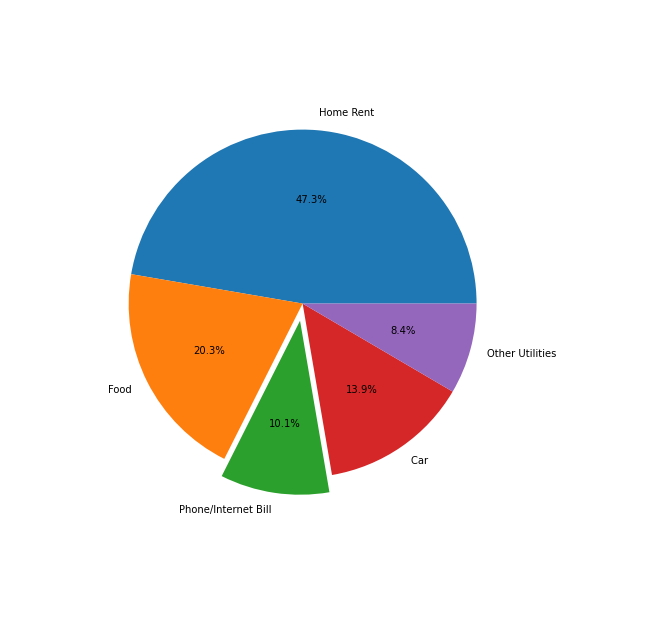 Home Rent
47.3%
8.4%
20.3%
Other Utilities
13.9%
Food
10.1%
Car
Phone/Internet Bill